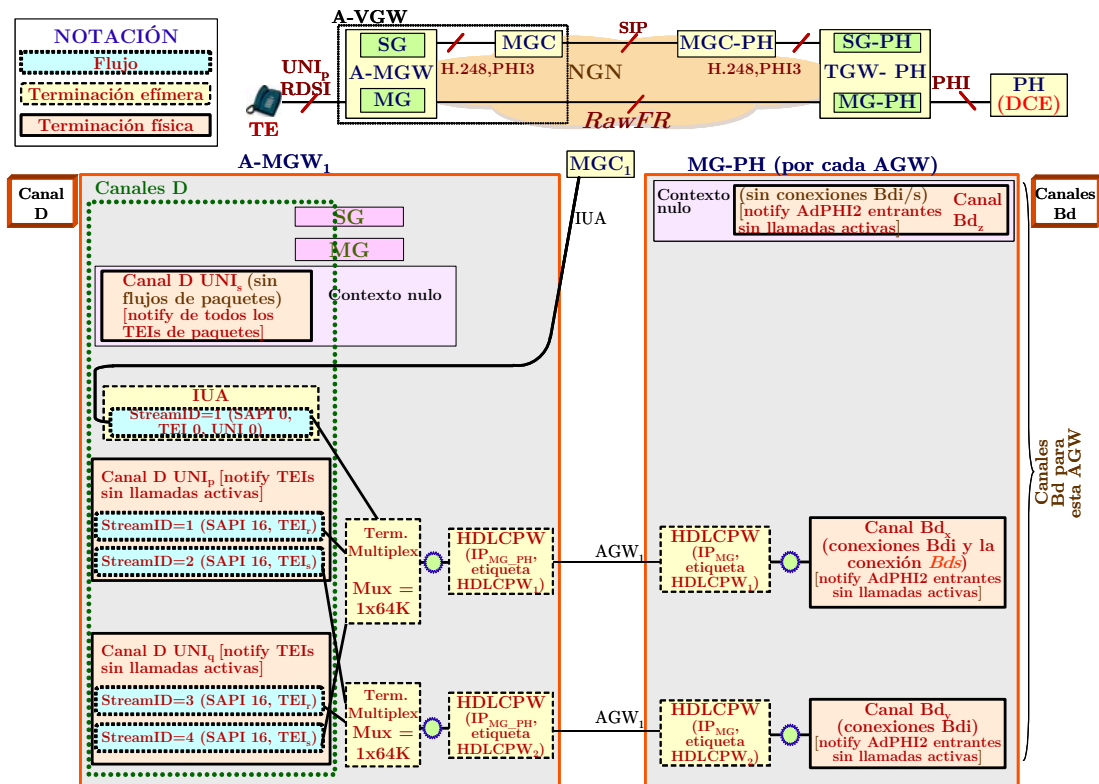 NOTACIÓN
Flujo
Terminación efímera
Terminación física
A-VGW
SG
A-MGW
MG
MGC
SIP
MGC-PH
SG-PH
TGW- PH
MG-PH
UNIp
RDSI
H.248,PHI3
NGN
H.248,PHI3
PHI
PH
(DCE)
TE
RawFR
A-MGW1
MGC1
MG-PH (por cada AGW)
Canal
D
Canales D
SG
MG
IUA
Canal D UNIs (sin
flujos de paquetes)
[notify de todos los
TEIs de paquetes]
Contexto nulo
Contexto
nulo
(sin conexiones Bdi/s)
[notify AdPHI2 entrantes
sin llamadas activas]
Canal
Bdz
Canales
Bd
IUA
StreamID=1 (SAPI 0,
TEI 0, UNI 0)
Canal D UNIp [notify TEIs
sin llamadas activas]
StreamID=1 (SAPI 16, TEIr)
StreamID=2 (SAPI 16, TEIs)
Term.
Multiplex
Mux =
1x64K
HDLCPW
(IPMG_PH,
etiqueta
HDLCPW1)
AGW1
HDLCPW
(IPMG,
etiqueta
HDLCPW1)
Canal Bdx
(conexiones Bdi y la
conexión Bds)
[notify AdPHI2 entrantes
sin llamadas activas]
Canales
Bd para
esta AGW
Canal D UNIq [notify TEIs
sin llamadas activas]
StreamID=3 (SAPI 16, TEIr)
StreamID=4 (SAPI 16, TEIs)
Term.
Multiplex
Mux =
1x64K
HDLCPW
(IPMG_PH,
etiqueta
HDLCPW2)
AGW1
HDLCPW
(IPMG,
etiqueta
HDLCPW2)
Canal Bdy
(conexiones Bdi)
[notify AdPHI2 entrantes
sin llamadas activas]